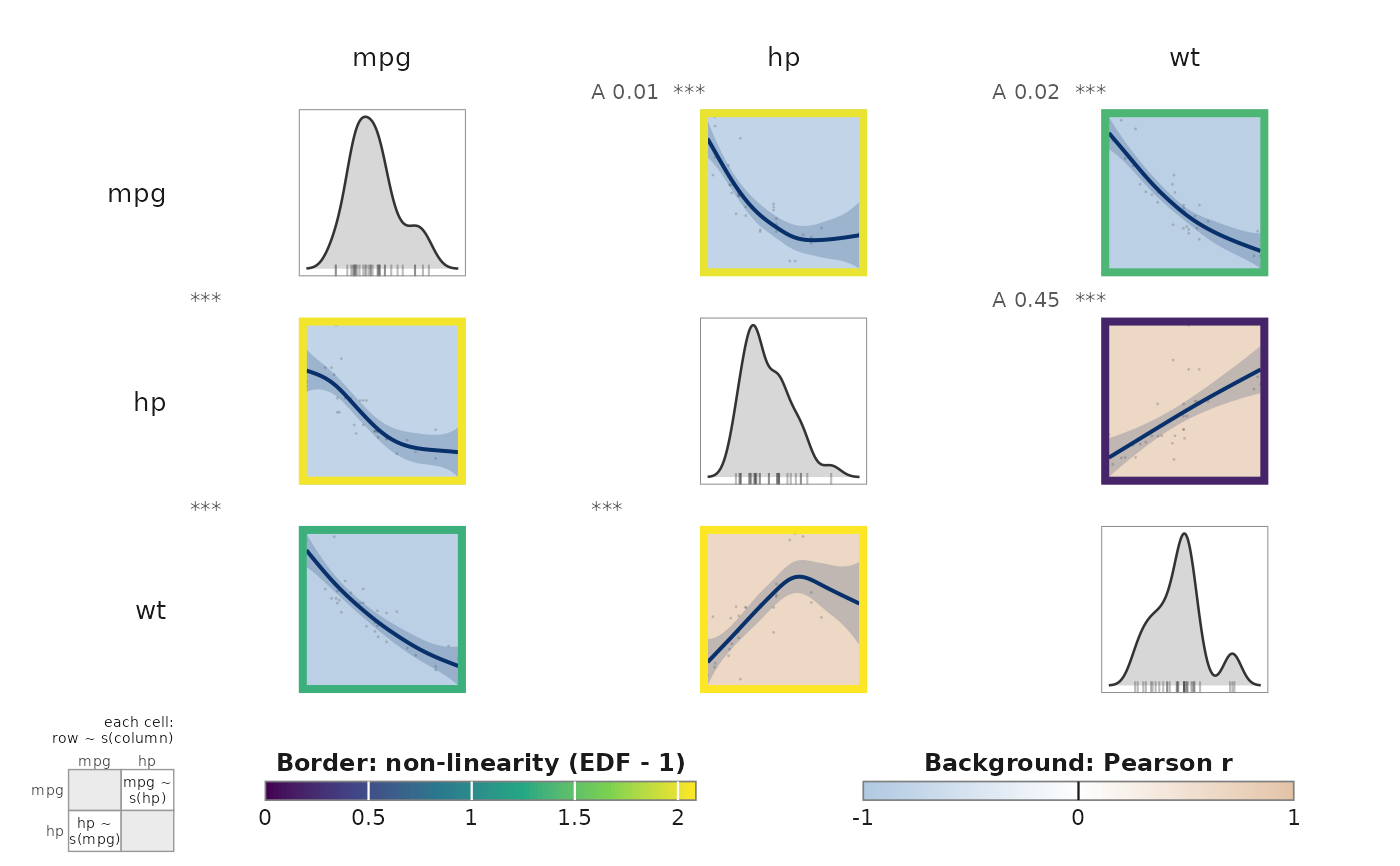 mpg hp wt
A 0.01 *** A 0.02 ***
mpg
*** A 0.45 ***
hp
*** ***
wt
each cell:
row ~ s(column)
mpg hp
mpg
mpg ~
s(hp)
hp
hp ~
s(mpg)
Border: non-linearity (EDF - 1)
0 0.5 1 1.5 2
Background: Pearson r
-1 0 1